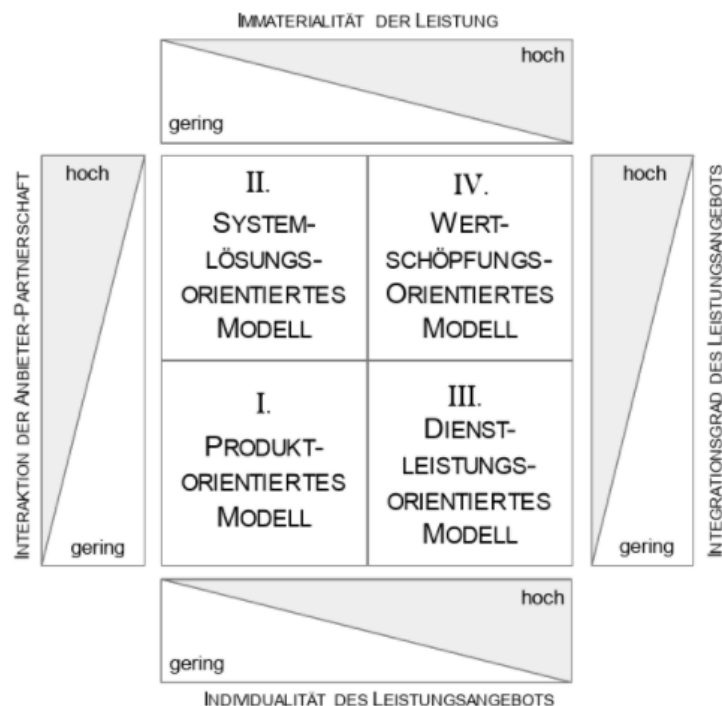 IMMATERIALITÄT DER LEISTUNG
hoch
gering
INTERAKTION DER ANBIETER-PARTNERSCHAFT
hoch
gering
II.
SYSTEM-
LÖSUNGS-
ORIENTIERTES
MODELL
IV.
WERT-
SCHÖPFUNGS-
ORIENTIERTES
MODELL
I.
PRODUKT-
ORIENTIERTES
MODELL
III.
DIENST-
LEISTUNGS-
ORIENTIERTES
MODELL
hoch
gering
INTEGRATIONSGRAD DES LEISTUNGSANGEBOTS
hoch
gering
INDIVIDUALITÄT DES LEISTUNGSANGEBOTS